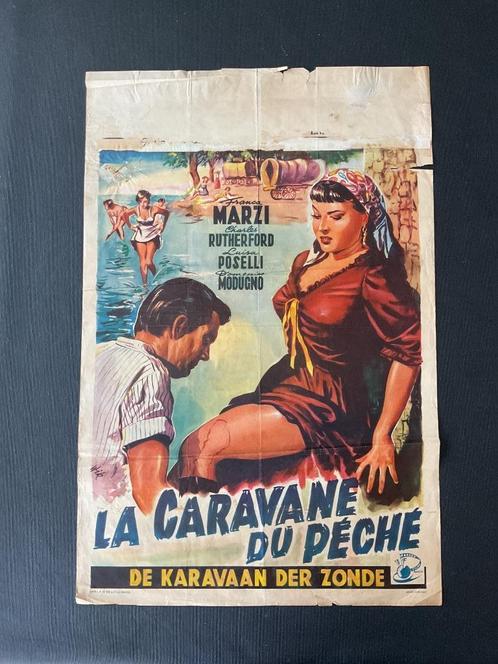 Franca
MARZI
Charles
RUTHERFORD
Luisa
POSELLI
Domenico
MODUGNO
LA CARAVANE
DU PÉCHÉ
DE KARAVAAN DER ZONDE